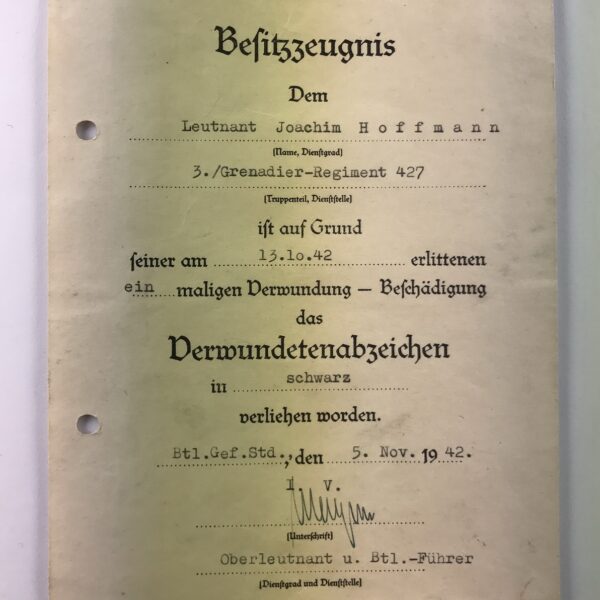 Besitzzeugnis
Dem
Leutnant Joachim Hoffmann
(Name, Dienstgrad)
3./Grenadier-Regiment 427
(Truppenteil, Dienststelle)
ist auf Grund
seiner am 13.10.42 erlittenen
ein maligen Verwundung – Beschädigung
das
Verwundetenabzeichen
in schwarz
verliehen worden.
Btl.Gef.Std., den 5. Nov. 1942.
I. V.
(Unterschrift)
Oberleutnant u. Btl.-Führer
(Dienstgrad und Dienststelle)